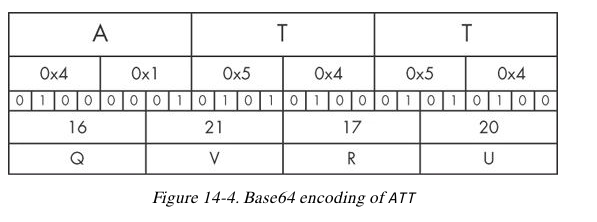 A T T
0x4 0x1 0x5 0x4 0x5 0x4
0 1 0 0 0 0 0 1 0 1 0 1 0 1 0 0 0 1 0 1 0 1 0 0
16 21 17 20
Q V R U
Figure 14-4. Base64 encoding of ATT